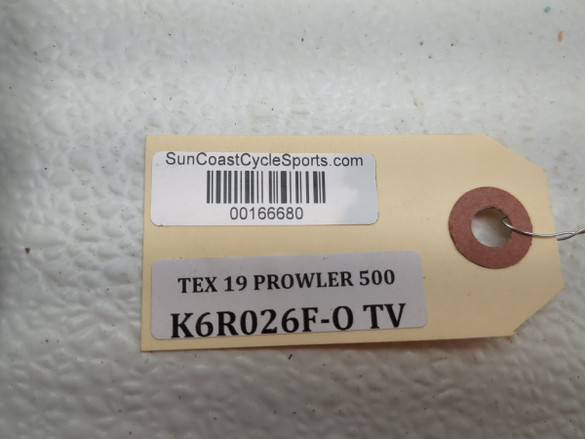 SunCoastCycleSports.com
00166680
TEX 19 PROWLER 500
K6R026F-O TV